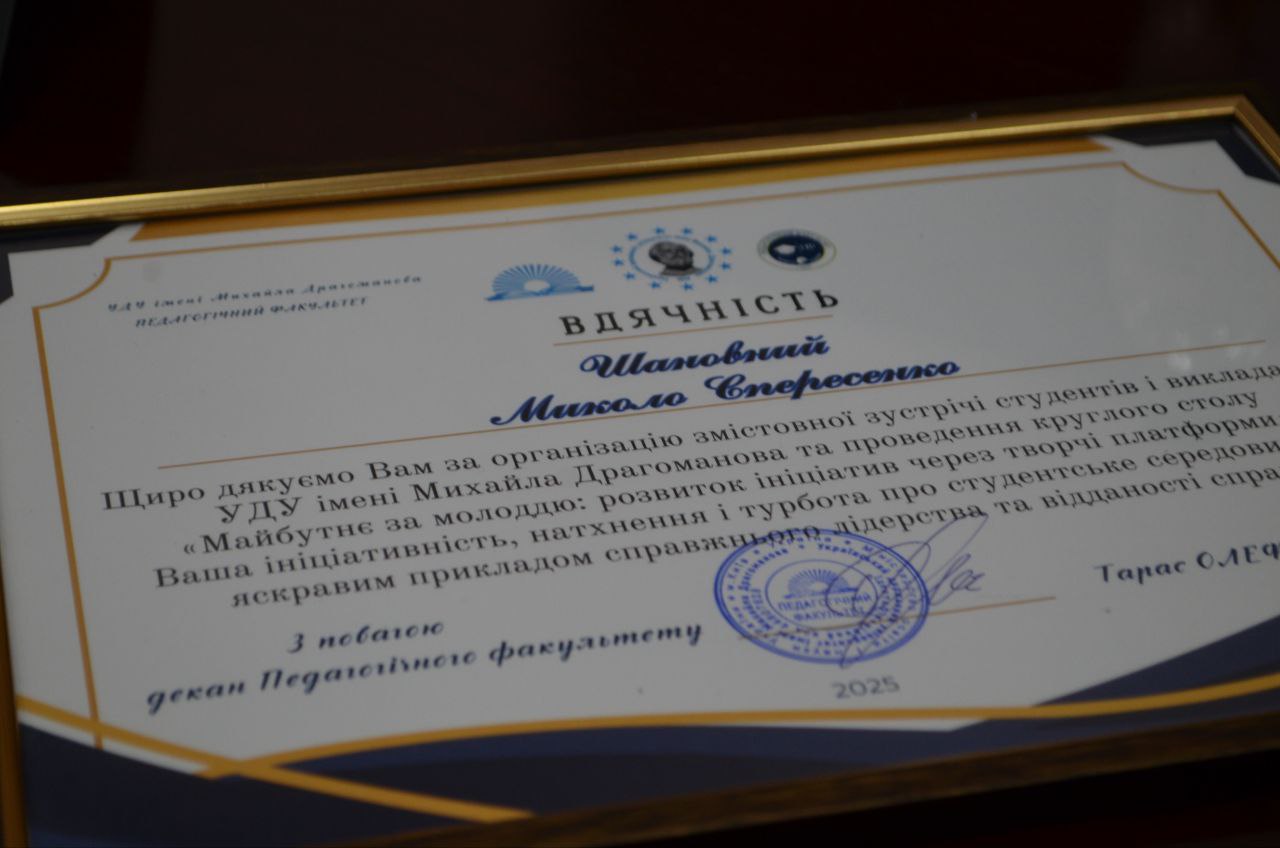 УДУ імені Михайла Драгоманова
ПЕДАГОГІЧНИЙ ФАКУЛЬТЕТ
ВДЯЧНІСТЬ
Шановний
Миколо Єпересенко
Щиро дякуємо Вам за організацію змістовної зустрічі студентів і виклада
УДУ імені Михайла Драгоманова та проведення круглого столу
«Майбутнє за молоддю: розвиток ініціатив через творчі платформи
Ваша ініціативність, натхнення і турбота про студентське середови
яскравим прикладом справжнього лідерства та відданості спра
З повагою
декан Педагогічного факультету
ПЕДАГОГІЧНИЙ
ФАКУЛЬТЕТ
Тарас ОЛЕФ
2025